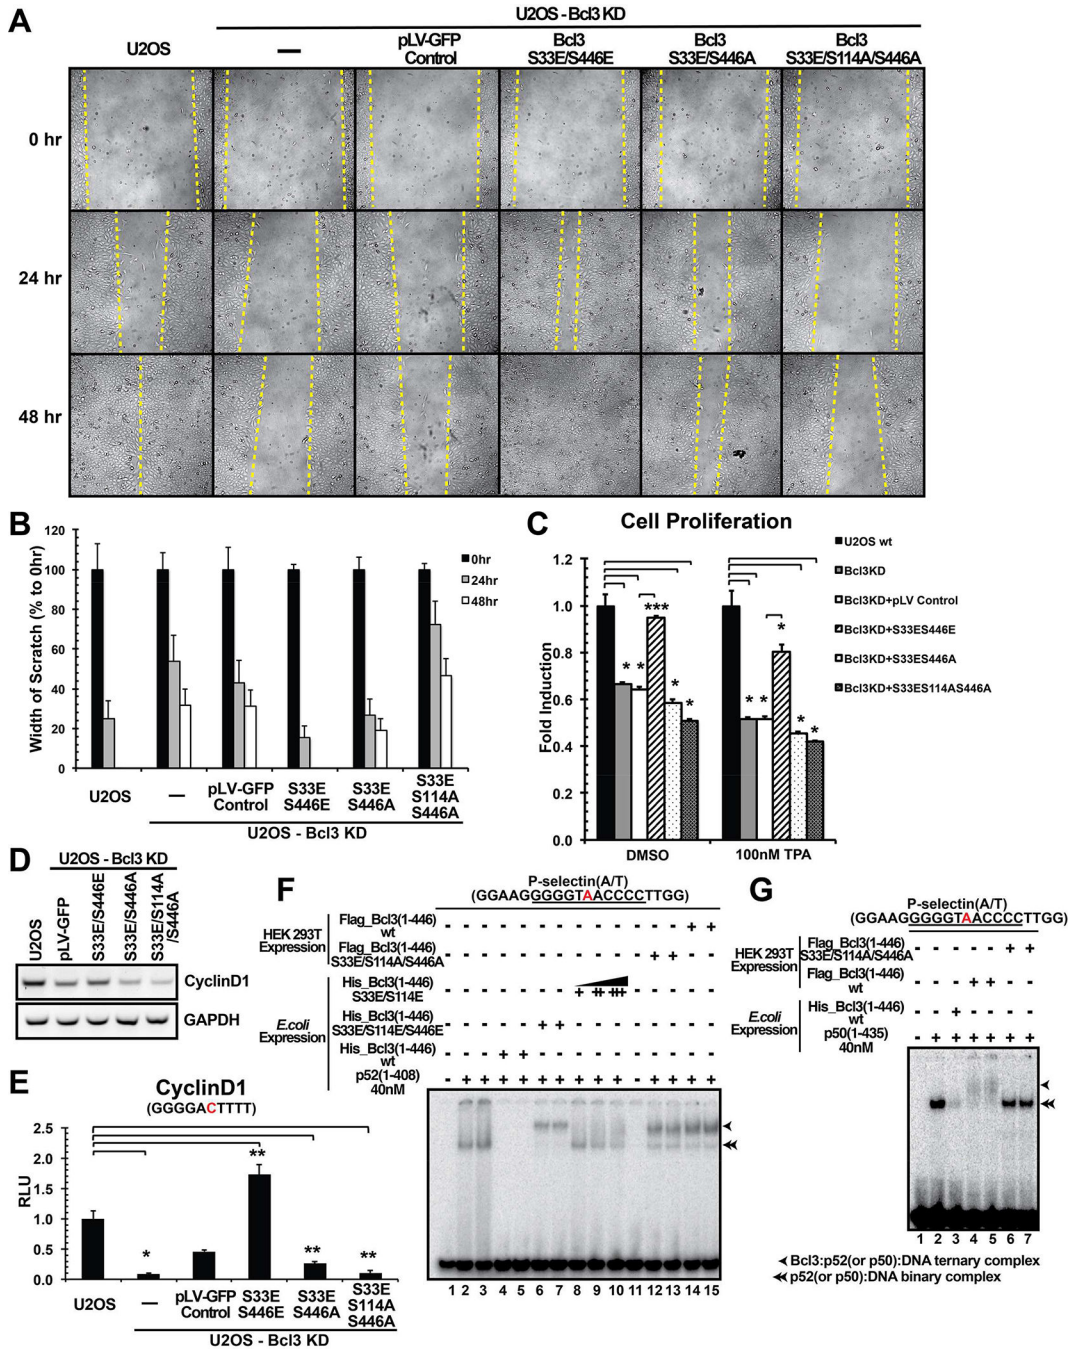 A
U2OS - Bcl3 KD
U2OS
—
pLV-GFP
Control
Bcl3
S33E/S446E
Bcl3
S33E/S446A
Bcl3
S33E/S114A/S446A
0 hr
24 hr
48 hr
B
Width of Scratch (% to 0hr)
120
100
80
60
40
20
0
0hr
24hr
48hr
U2OS
—
pLV-GFP
Control
S33E
S446E
S33E
S446A
S33E
S114A
S446A
U2OS - Bcl3 KD
C
Cell Proliferation
Fold Induction
1.2
1.0
0.8
0.6
0.4
0.2
0.0
* * *** * *
* * * * *
DMSO
100nM TPA
U2OS wt
Bcl3KD
Bcl3KD+pLV Control
Bcl3KD+S33ES446E
Bcl3KD+S33ES446A
Bcl3KD+S33ES114AS446A
D
U2OS - Bcl3 KD
U2OS
pLV-GFP
S33E/S446E
S33E/S446A
S33E/S114A
/S446A
CyclinD1
GAPDH
E
CyclinD1
(GGGGACTTTT)
RLU
2.5
2.0
1.5
1.0
0.5
0.0
* ** ** **
U2OS
—
pLV-GFP
Control
S33E
S446E
S33E
S446A
S33E
S114A
S446A
U2OS - Bcl3 KD
F
P-selectin(A/T)
(GGAAGGGGGTAACCCCTTGG)
HEK 293T
Expression
Flag_Bcl3(1-446)
wt
- - - - - - - - - - - - - + +
Flag_Bcl3(1-446)
S33E/S114A/S446A
- - - - - - - - - - - + + - -
E.coli
Expression
His_Bcl3(1-446)
S33E/S114E
- - - - - - - + ++ +++ - - - - -
His_Bcl3(1-446)
S33E/S114E/S446E
- - - - - + + - - - - - - - -
His_Bcl3(1-446)
wt
- - - + + - - - - - - - - - -
p52(1-408)
40nM
- + + + + + + + + + - + + + +
1 2 3 4 5 6 7 8 9 10 11 12 13 14 15
G
P-selectin(A/T)
(GGAAGGGGGTAACCCCTTGG)
HEK 293T
Expression
Flag_Bcl3(1-446)
S33E/S114A/S446A
- - - - - + +
Flag_Bcl3(1-446)
wt
- - - + + - -
E.coli
Expression
His_Bcl3(1-446)
wt
- - + - - - -
p50(1-435)
40nM
- + + + + + +
1 2 3 4 5 6 7
Bcl3:p52(or p50):DNA ternary complex
p52(or p50):DNA binary complex